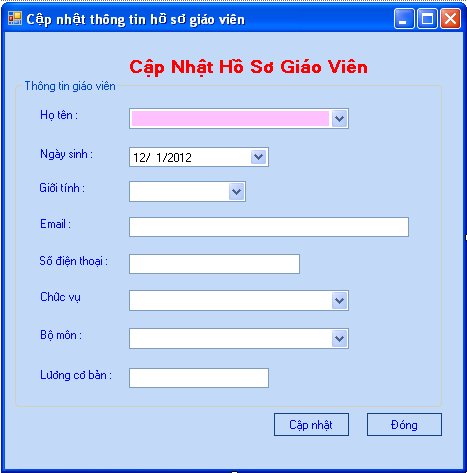 Cập nhật thông tin hồ sơ giáo viên
Cập Nhật Hồ Sơ Giáo Viên
Thông tin giáo viên
Họ tên :
Ngày sinh : 12/ 1/2012
Giới tính :
Email :
Số điện thoại :
Chức vụ
Bộ môn :
Lương cơ bản :
Cập nhật Đóng